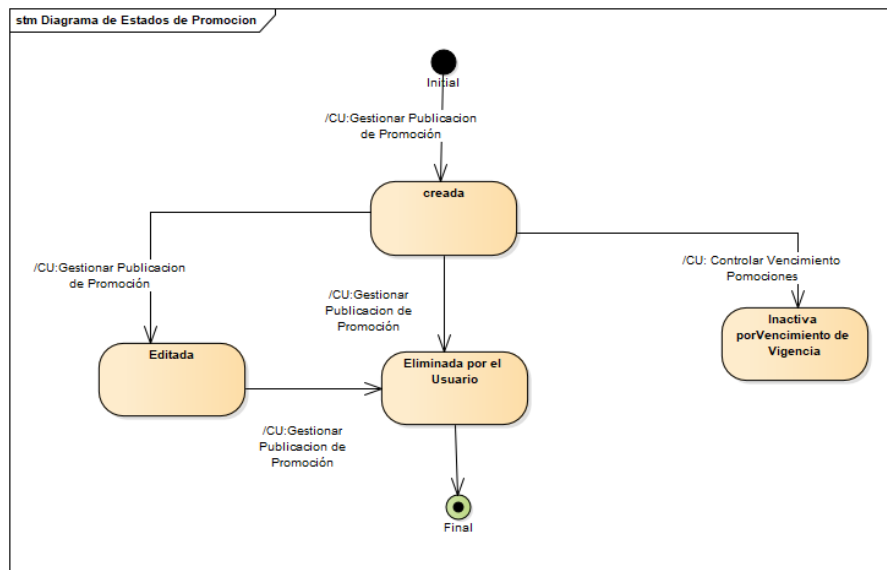 stm Diagrama de Estados de Promocion
Initial
/CU:Gestionar Publicacion
de Promoción
creada
/CU:Gestionar Publicacion
de Promoción
/CU:Gestionar
Publicacion de
Promoción
/CU: Controlar Vencimiento
Pomociones
Inactiva
porVencimiento de
Vigencia
Editada
Eliminada por el
Usuario
/CU:Gestionar
Publicacion de
Promoción
Final